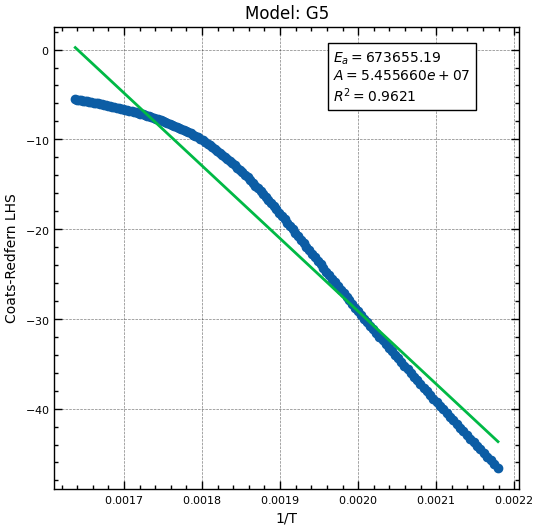 Model: G5
E_a = 673655.19
A = 5.455660e + 07
R² = 0.9621
Coats-Redfern LHS
0
−10
−20
−30
−40
0.0017 0.0018 0.0019 0.0020 0.0021 0.0022
1/T